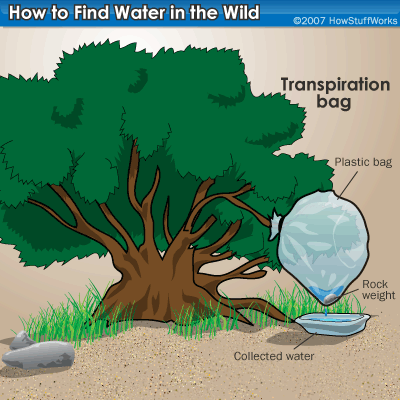 How to Find Water in the Wild
©2007 HowStuffWorks
Transpiration
bag
Plastic bag
Rock
weight
Collected water